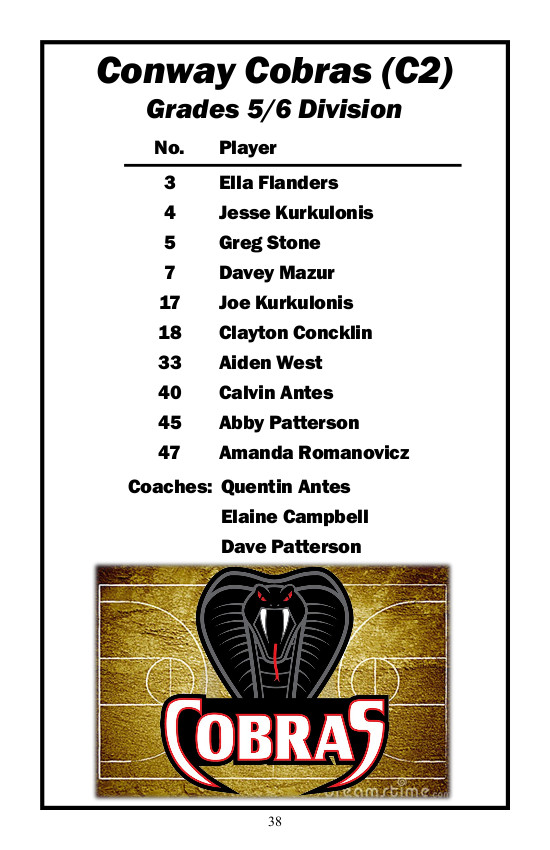 Conway Cobras (C2)
Grades 5/6 Division
No. Player
3 Ella Flanders
4 Jesse Kurkulonis
5 Greg Stone
7 Davey Mazur
17 Joe Kurkulonis
18 Clayton Concklin
33 Aiden West
40 Calvin Antes
45 Abby Patterson
47 Amanda Romanovicz
Coaches: Quentin Antes
Elaine Campbell
Dave Patterson
COBRAS
dreamstime.com
38